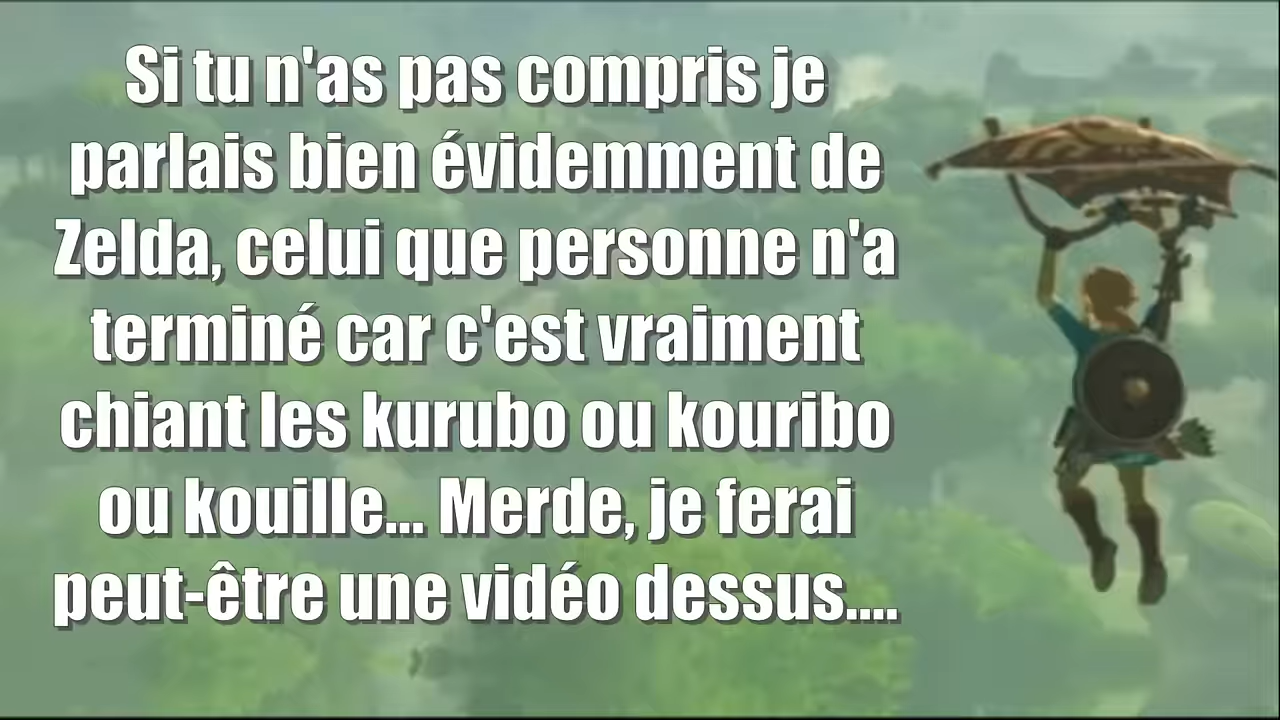 Si tu n'as pas compris je
parlais bien évidemment de
Zelda, celui que personne n'a
terminé car c'est vraiment
chiant les kurubo ou kouribo
ou kouille... Merde, je ferai
peut-être une vidéo dessus....